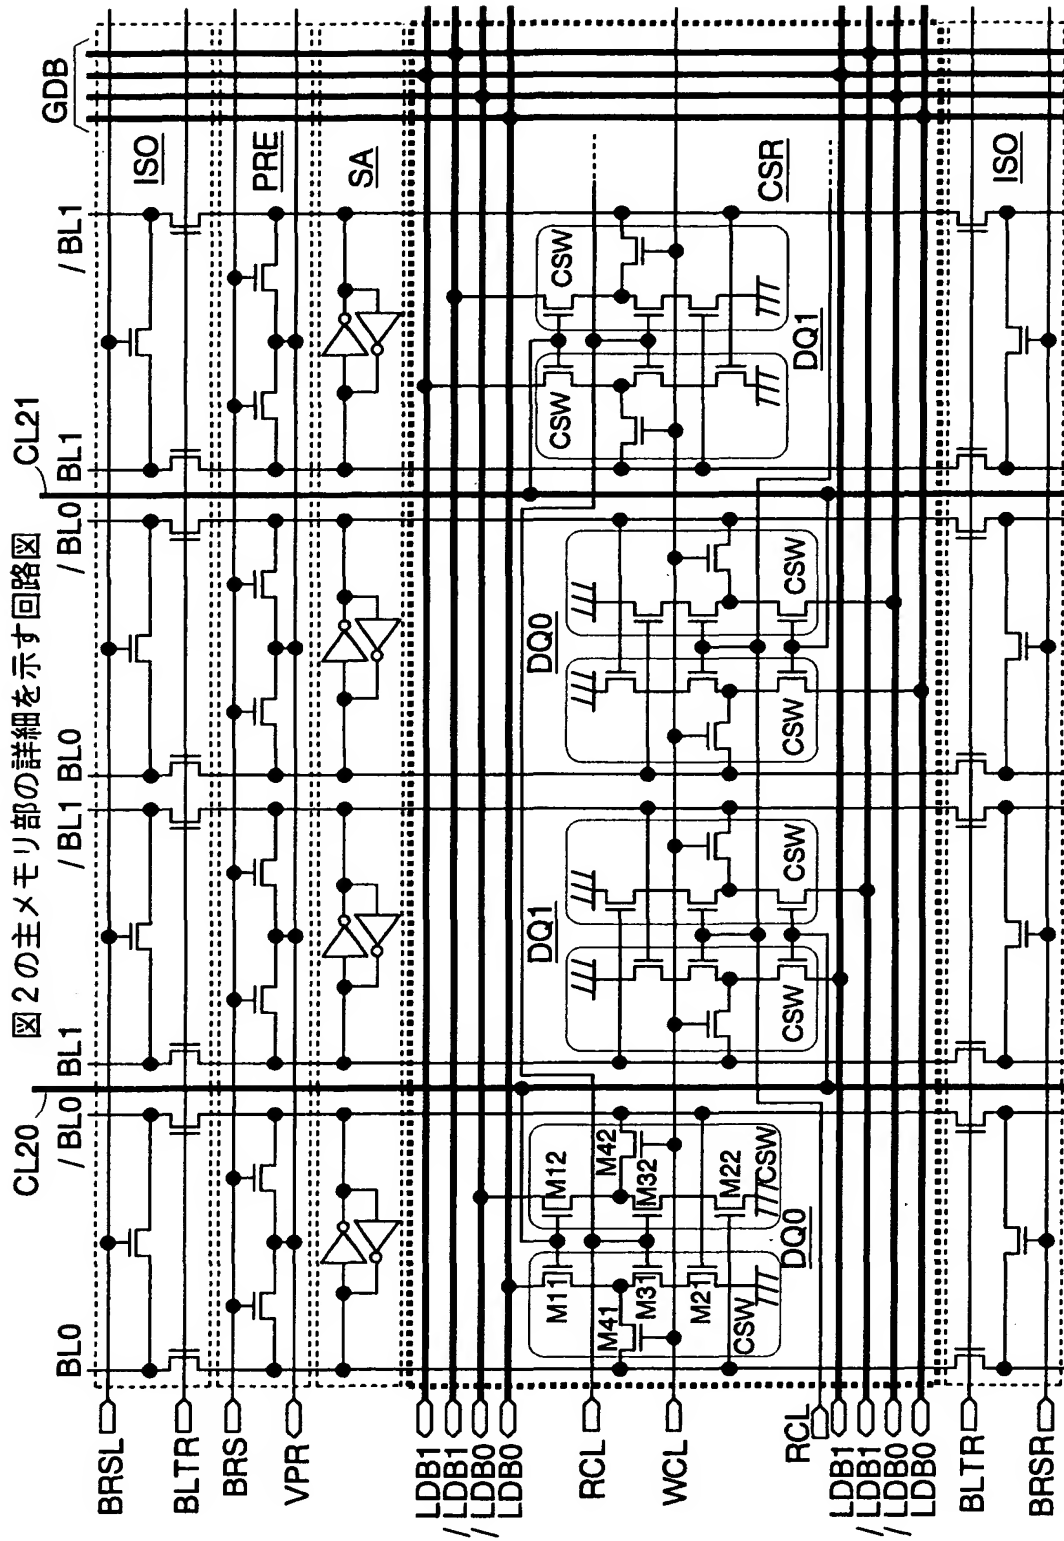 図２の主メモリ部の詳細を示す回路図
CL20
CL21
GDB
BL0
/BL0
BL1
/BL1
BL0
/BL0
BL1
/BL1
BRSL
BLTR
BRS
VPR
LDB1
/LDB1
/LDB0
LDB0
RCL
WCL
RCL
LDB1
/LDB1
/LDB0
LDB0
BLTR
BRSR
ISO
PRE
SA
CSR
ISO
M11
M12
M41
M42
M31
M32
M21
M22
CSW
CSW
DQ0
DQ1
CSW
CSW
DQ0
CSW
CSW
CSW
CSW
DQ1